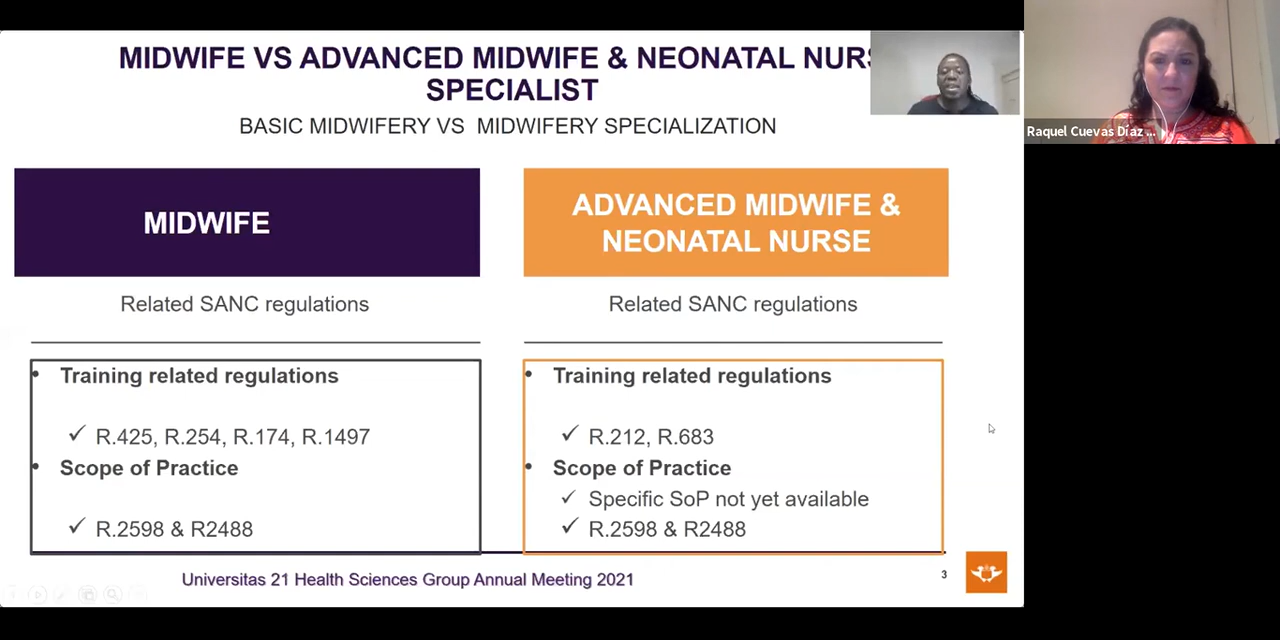 MIDWIFE VS ADVANCED MIDWIFE & NEONATAL NURS
SPECIALIST
BASIC MIDWIFERY VS MIDWIFERY SPECIALIZATION
Raquel Cuevas Díaz ...
MIDWIFE
ADVANCED MIDWIFE &
NEONATAL NURSE
Related SANC regulations
Related SANC regulations
• Training related regulations
✓ R.425, R.254, R.174, R.1497
• Scope of Practice
✓ R.2598 & R2488
• Training related regulations
✓ R.212, R.683
• Scope of Practice
✓ Specific SoP not yet available
✓ R.2598 & R2488
Universitas 21 Health Sciences Group Annual Meeting 2021
3